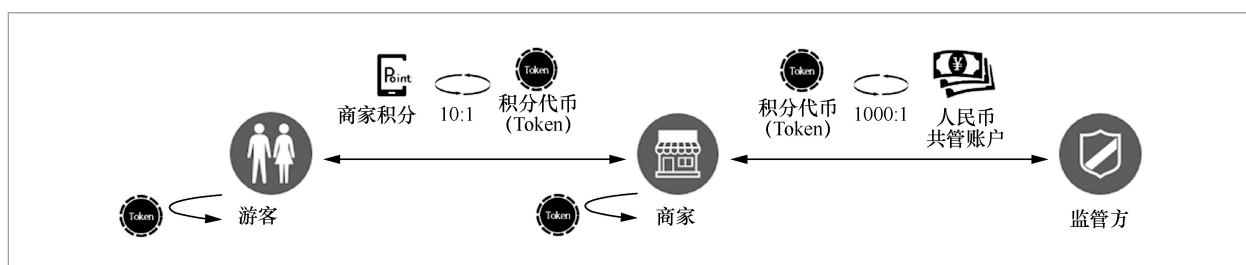 Point
Token
商家积分
10:1
积分代币
(Token)
Token
积分代币
(Token)
1000:1
¥
人民币
共管账户
Token
游客
Token
商家
监管方